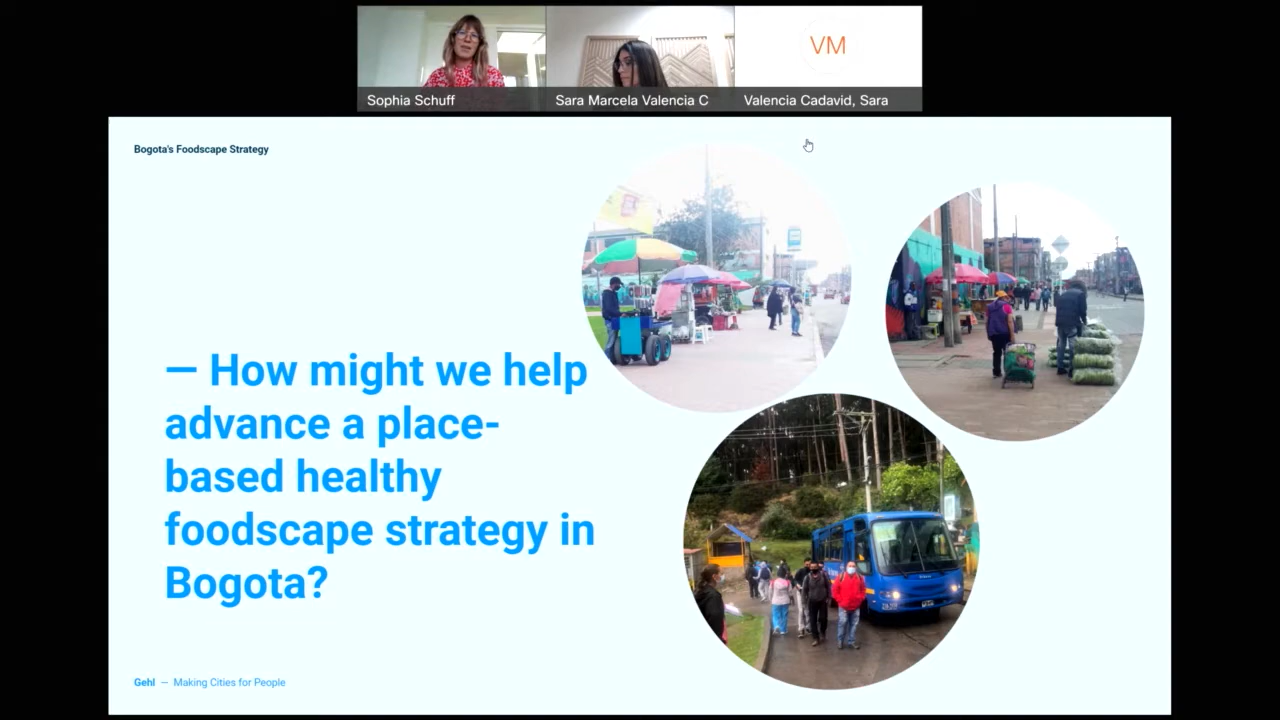 VM
Sophia Schuff
Sara Marcela Valencia C
Valencia Cadavid, Sara
Bogota's Foodscape Strategy
— How might we help
advance a place-
based healthy
foodscape strategy in
Bogota?
Gehl — Making Cities for People